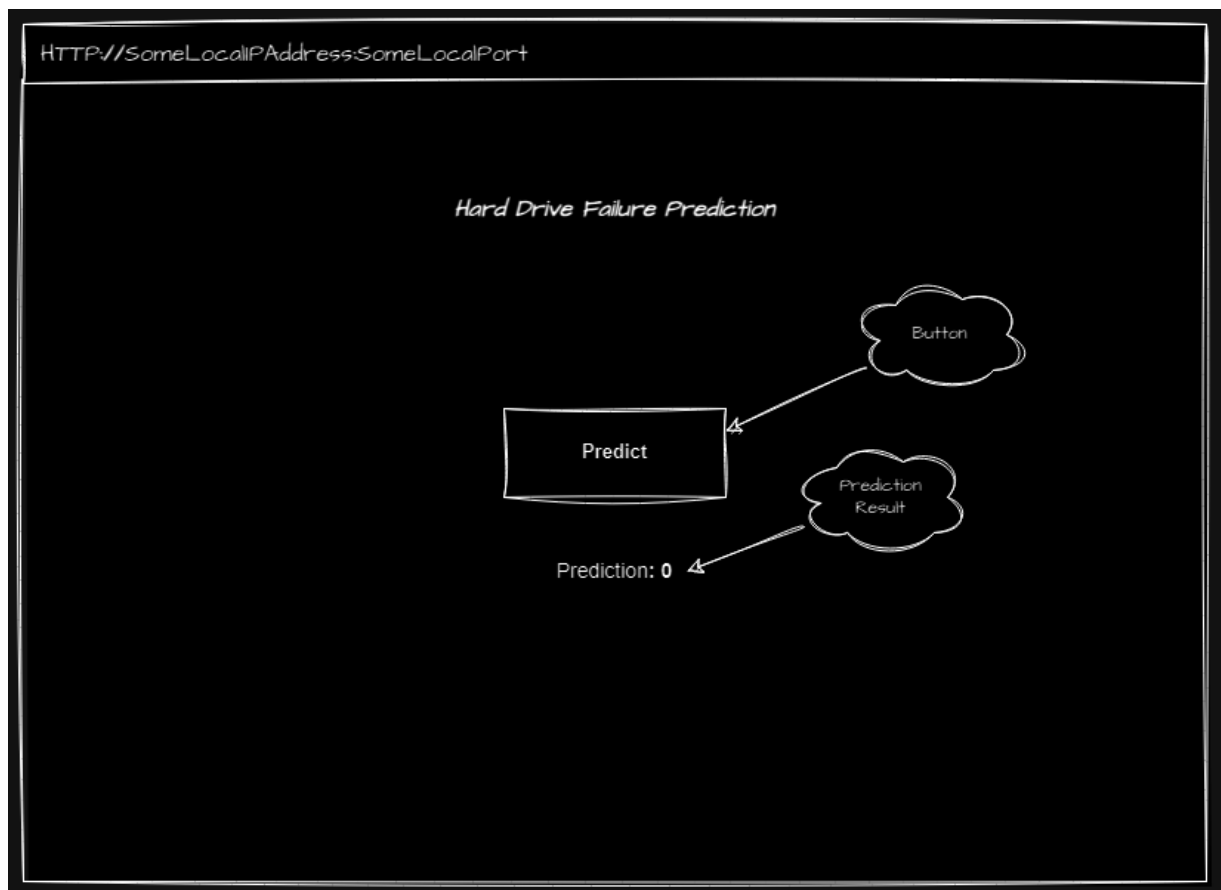 HTTP://SomeLocalIPAddress:SomeLocalPort
Hard Drive Failure Prediction
Button
Predict
Prediction
Result
Prediction: 0